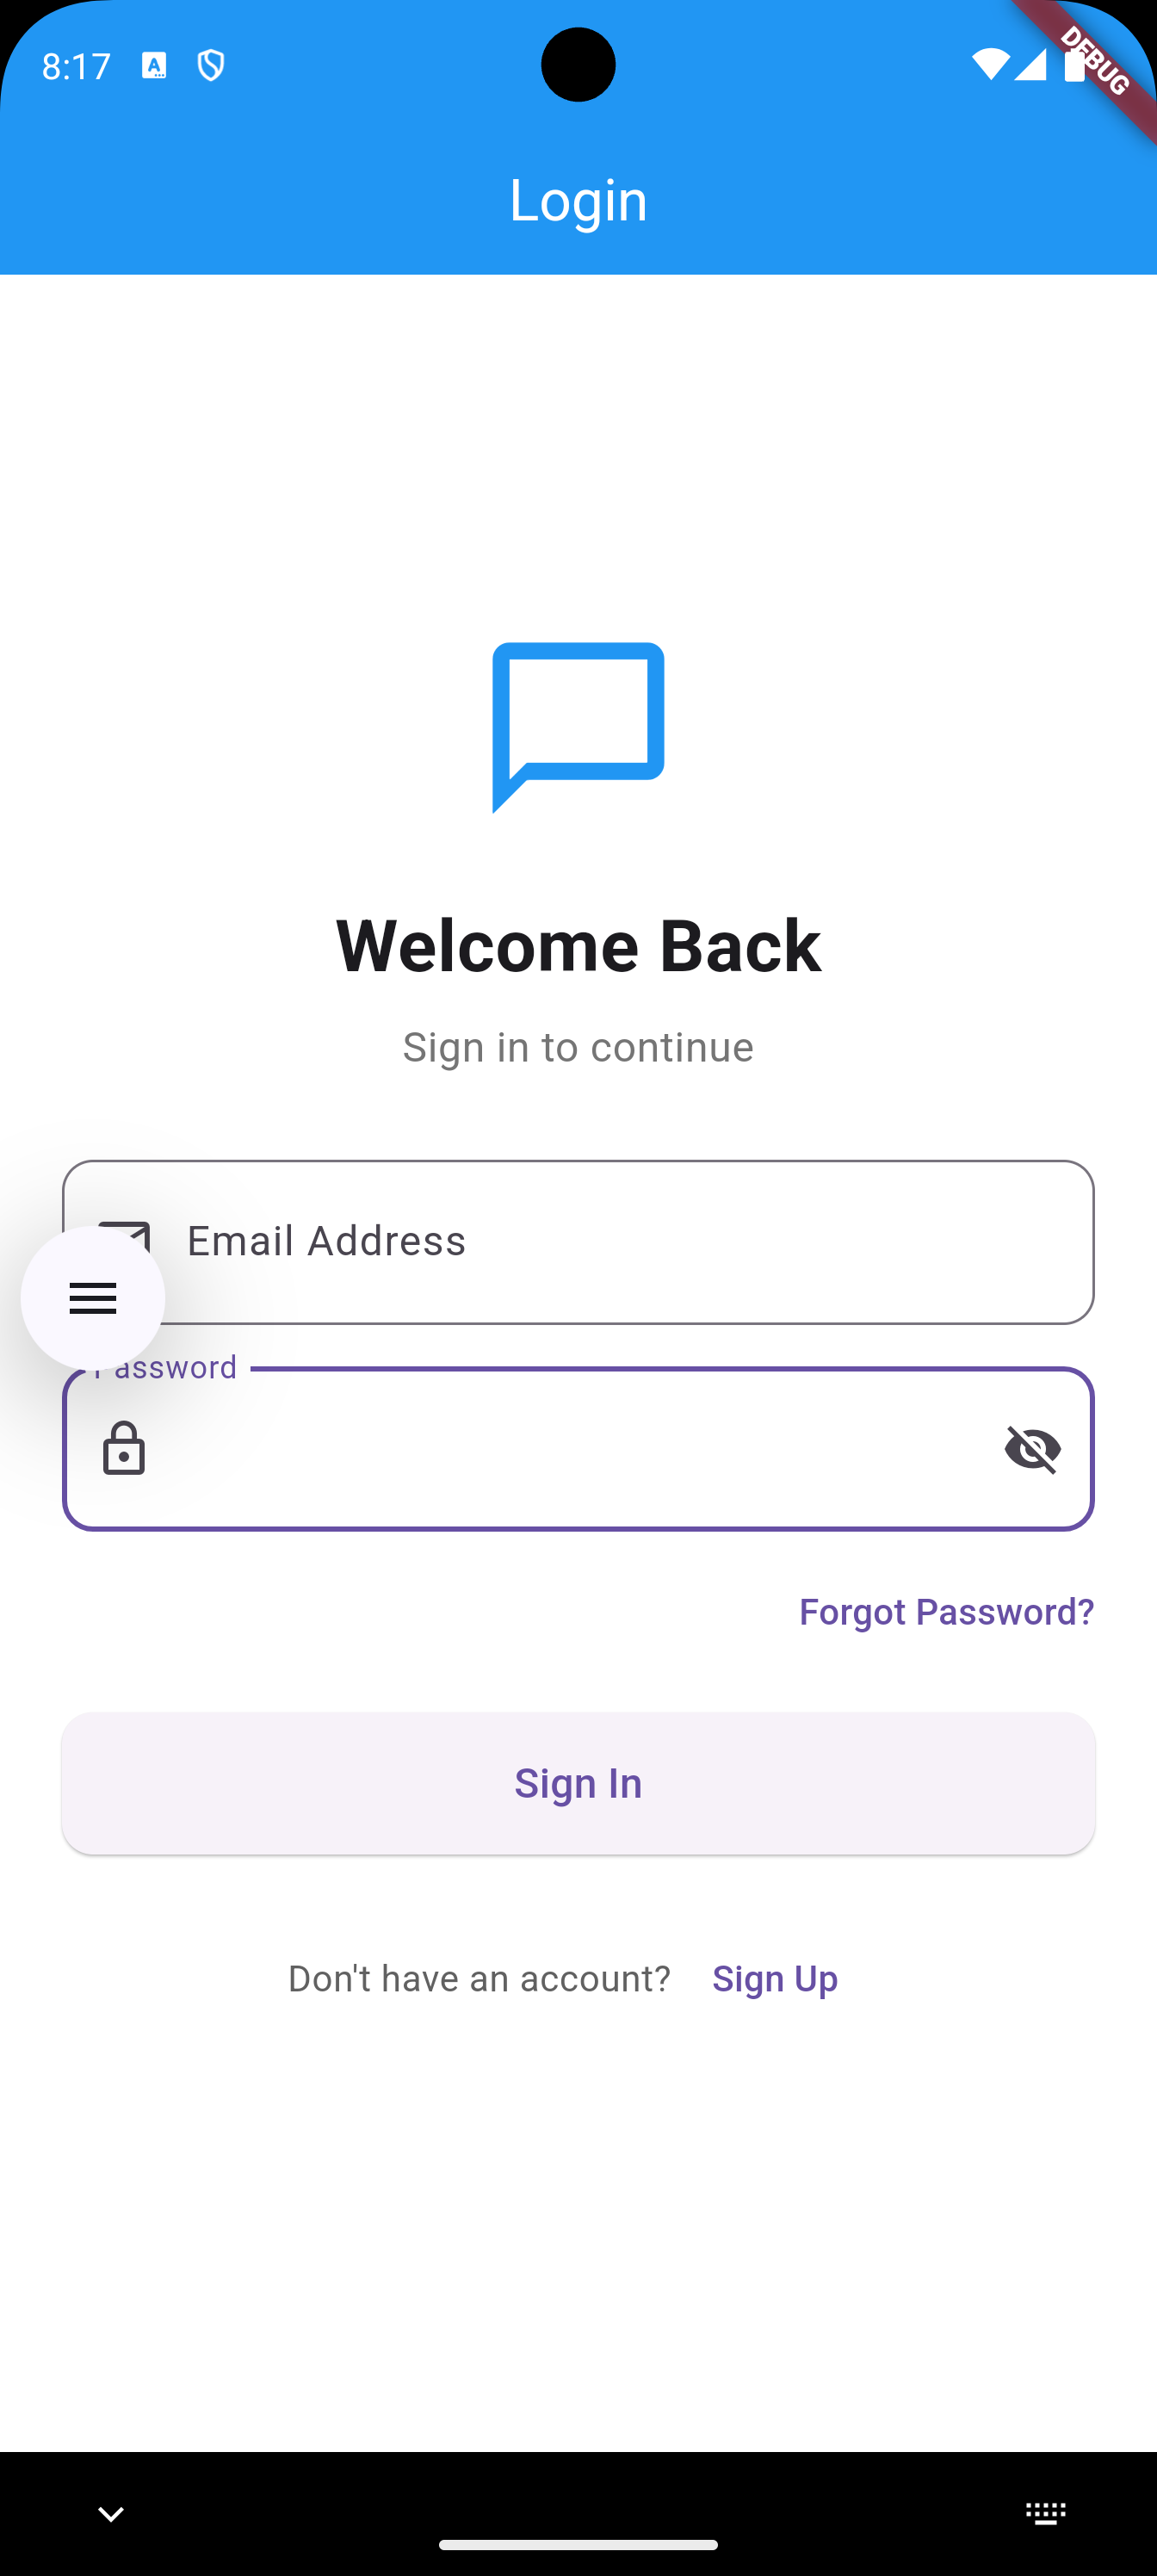 8:17
DEBUG
Login
Welcome Back
Sign in to continue
Email Address
Password
Forgot Password?
Sign In
Don't have an account? Sign Up